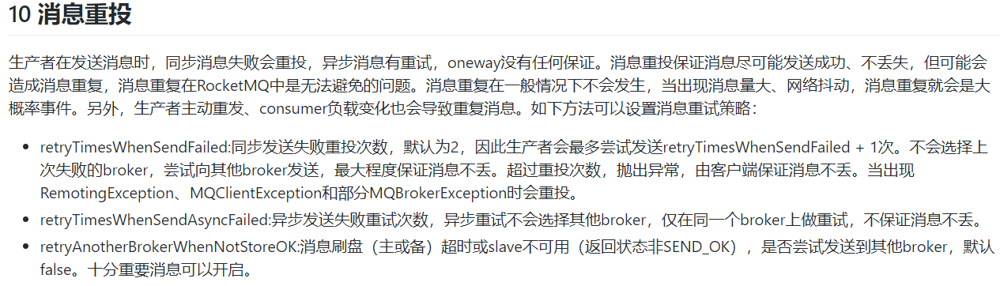 10 消息重投
生产者在发送消息时，同步消息失败会重投，异步消息有重试，oneway没有任何保证。消息重投保证消息尽可能发送成功、不丢失，但可能会
造成消息重复，消息重复在RocketMQ中是无法避免的问题。消息重复在一般情况下不会发生，当出现消息量大、网络抖动，消息重复就会是大
概率事件。另外，生产者主动重发、consumer负载变化也会导致重复消息。如下方法可以设置消息重试策略：
• retryTimesWhenSendFailed:同步发送失败重投次数，默认为2，因此生产者会最多尝试发送retryTimesWhenSendFailed + 1次。不会选择上
次失败的broker，尝试向其他broker发送，最大程度保证消息不丢。超过重投次数，抛出异常，由客户端保证消息不丢。当出现
RemotingException、MQClientException和部分MQBrokerException时会重投。
• retryTimesWhenSendAsyncFailed:异步发送失败重试次数，异步重试不会选择其他broker，仅在同一个broker上做重试，不保证消息不丢。
• retryAnotherBrokerWhenNotStoreOK:消息刷盘（主或备）超时或slave不可用（返回状态非SEND_OK），是否尝试发送到其他broker，默认
false。十分重要消息可以开启。